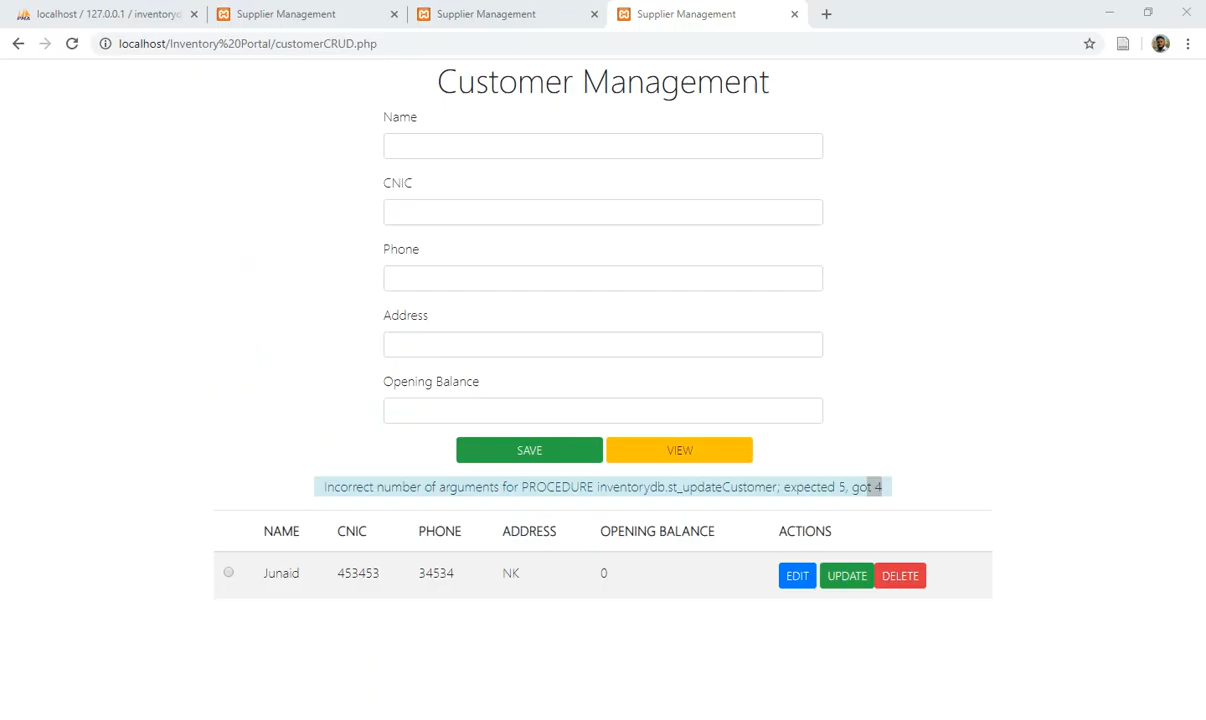 localhost / 127.0.0.1 / inventoryd
Supplier Management
Supplier Management
Supplier Management
localhost/Inventory%20Portal/customerCRUD.php
Customer Management
Name
CNIC
Phone
Address
Opening Balance
SAVE VIEW
Incorrect number of arguments for PROCEDURE inventorydb.st_updateCustomer; expected 5, got 4
NAME CNIC PHONE ADDRESS OPENING BALANCE ACTIONS
Junaid 453453 34534 NK 0 EDIT UPDATE DELETE